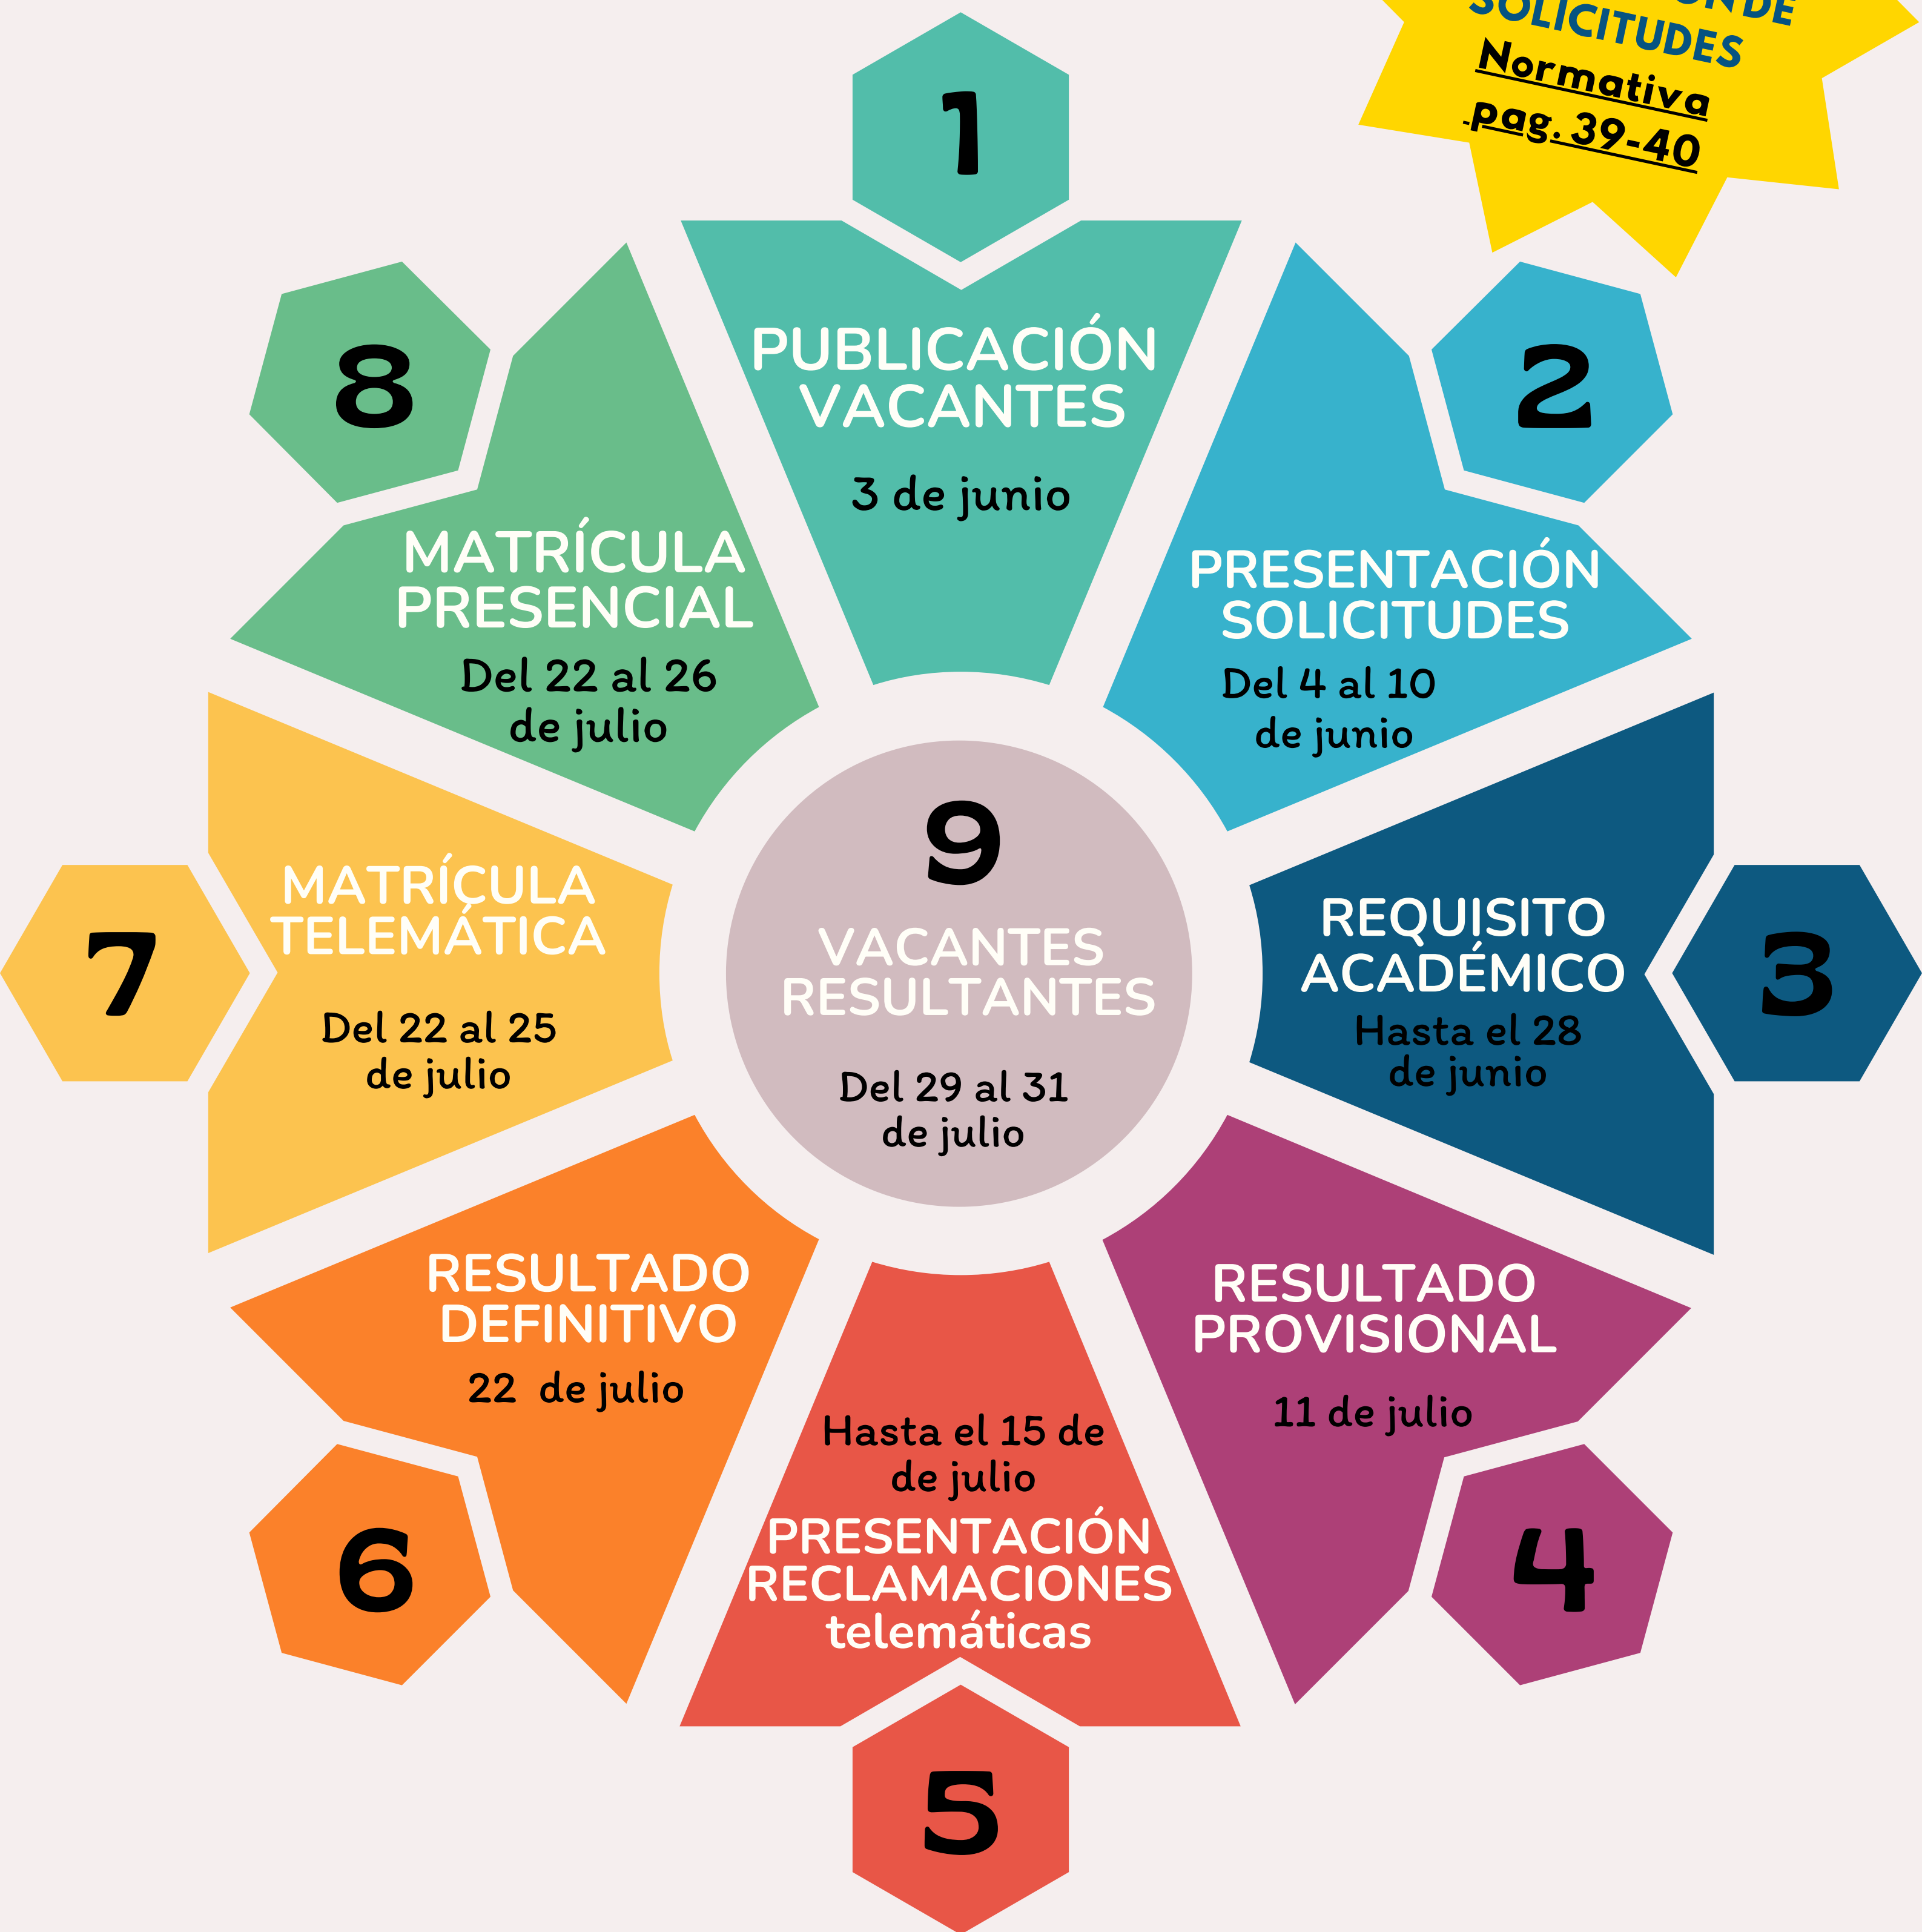 SOLICITUDES
Normativa
pag. 39-40
1
PUBLICACIÓN
VACANTES
3 de junio
2
PRESENTACIÓN
SOLICITUDES
Del 4 al 10
de junio
3
REQUISITO
ACADÉMICO
Hasta el 28
de junio
4
RESULTADO
PROVISIONAL
11 de julio
5
Hasta el 15 de
de julio
PRESENTACIÓN
RECLAMACIONES
telemáticas
6
RESULTADO
DEFINITIVO
22 de julio
7
MATRÍCULA
TELEMÁTICA
Del 22 al 25
de julio
8
MATRÍCULA
PRESENCIAL
Del 22 al 26
de julio
9
VACANTES
RESULTANTES
Del 29 al 31
de julio